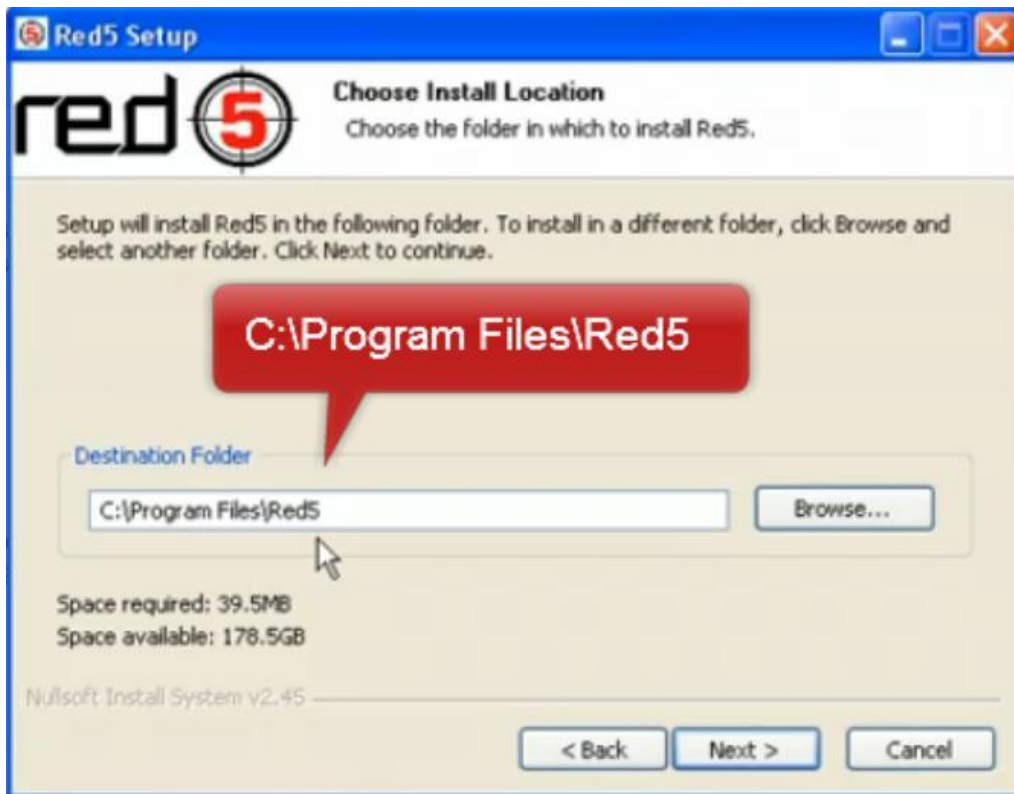 Red5 Setup
red5
Choose Install Location
Choose the folder in which to install Red5.
Setup will install Red5 in the following folder. To install in a different folder, click Browse and
select another folder. Click Next to continue.
C:\Program Files\Red5
Destination Folder
C:\Program Files\Red5
Browse...
Space required: 39.5MB
Space available: 178.5GB
Nullsoft Install System v2.45
< Back Next > Cancel